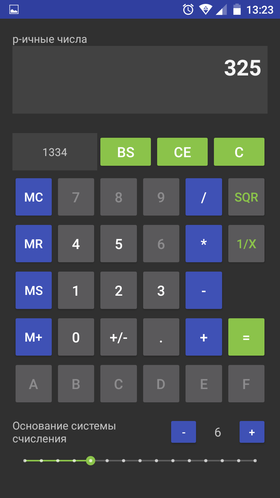 13:23
р-ичные числа
325
1334 BS CE C
MC 7 8 9 / SQR
MR 4 5 6 * 1/X
MS 1 2 3 -
M+ 0 +/- . + =
A B C D E F
Основание системы
счисления
- 6 +